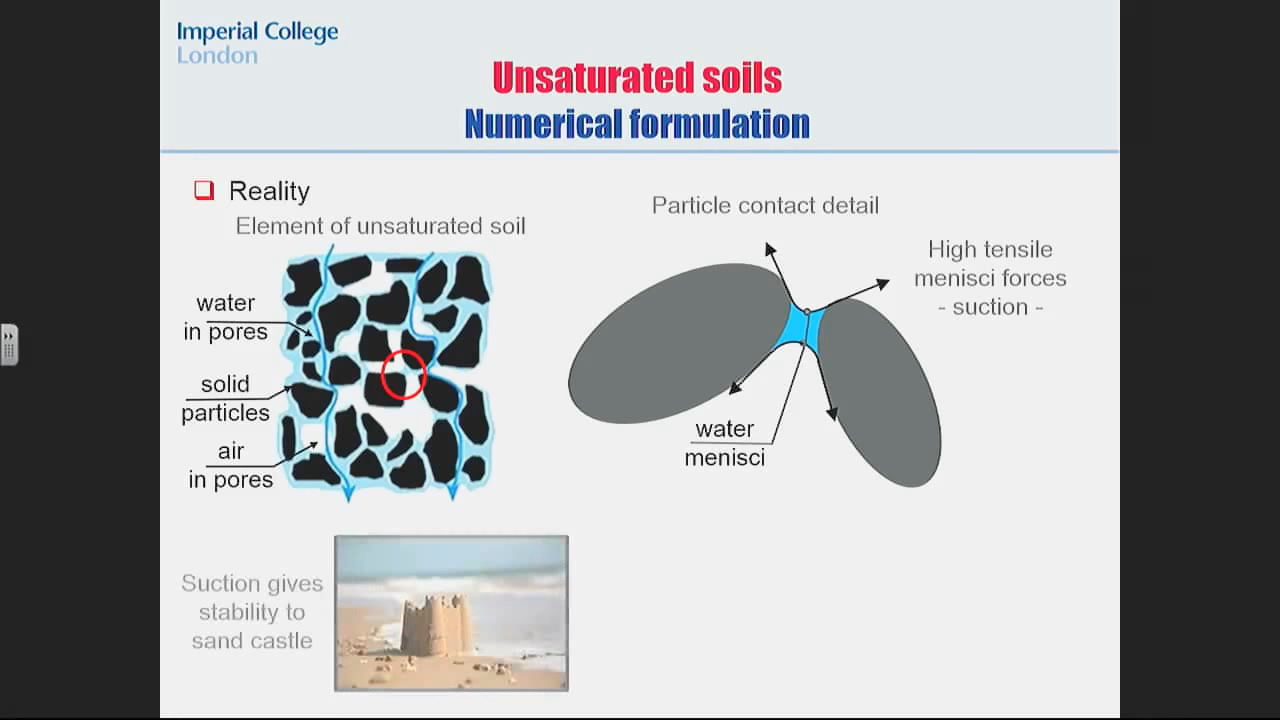 Imperial College
London
Unsaturated soils
Numerical formulation
Reality
Element of unsaturated soil
water
in pores
solid
particles
air
in pores
Particle contact detail
High tensile
menisci forces
- suction -
water
menisci
Suction gives
stability to
sand castle